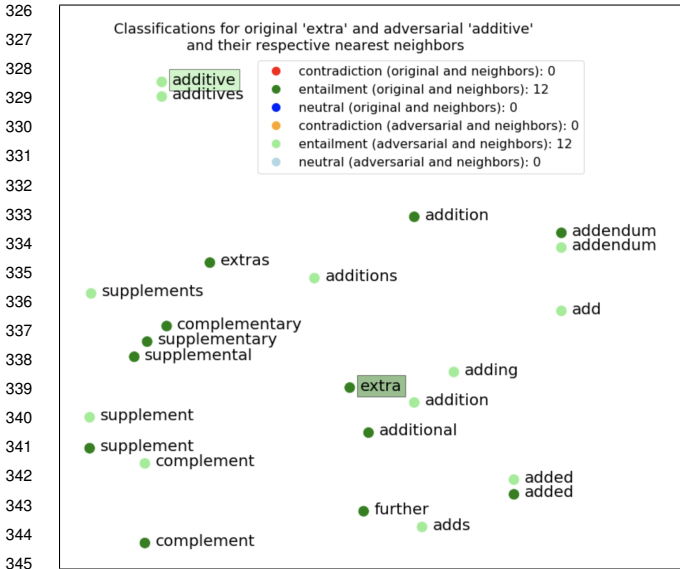 326
327
328
329
330
331
332
333
334
335
336
337
338
339
340
341
342
343
344
345
Classifications for original 'extra' and adversarial 'additive'
and their respective nearest neighbors
contradiction (original and neighbors): 0
entailment (original and neighbors): 12
neutral (original and neighbors): 0
contradiction (adversarial and neighbors): 0
entailment (adversarial and neighbors): 12
neutral (adversarial and neighbors): 0
additive
additives
addition
addendum
addendum
extras
additions
supplements
add
complementary
supplementary
supplemental
adding
extra
addition
supplement
additional
supplement
complement
added
added
further
adds
complement